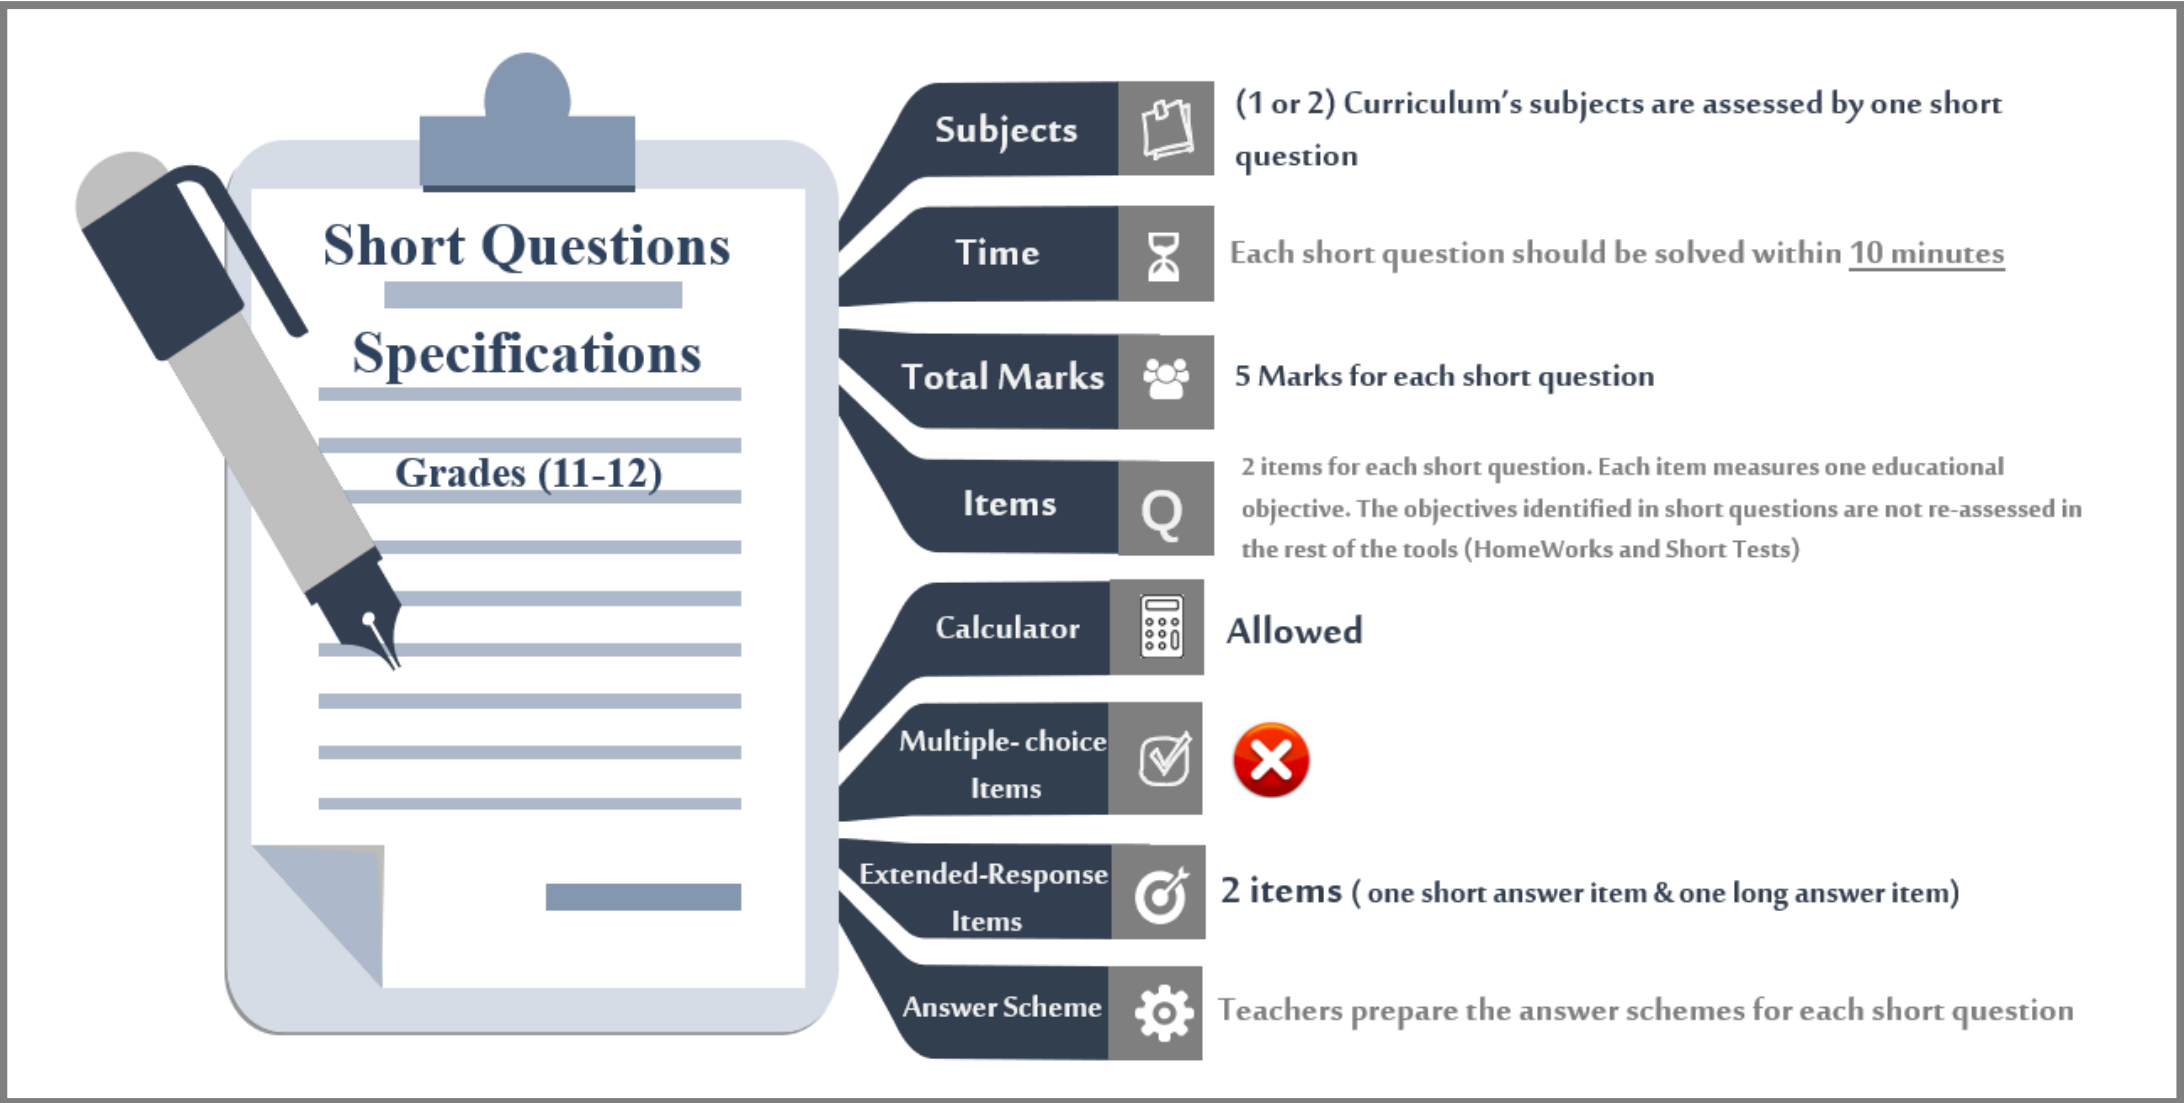 Short Questions
Specifications
Grades (11-12)
Subjects
(1 or 2) Curriculum's subjects are assessed by one short
question
Time
Each short question should be solved within 10 minutes
Total Marks
5 Marks for each short question
Items
Q
2 items for each short question. Each item measures one educational
objective. The objectives identified in short questions are not re-assessed in
the rest of the tools (HomeWorks and Short Tests)
Calculator
Allowed
Multiple- choice
Items
Extended-Response
Items
2 items ( one short answer item & one long answer item)
Answer Scheme
Teachers prepare the answer schemes for each short question